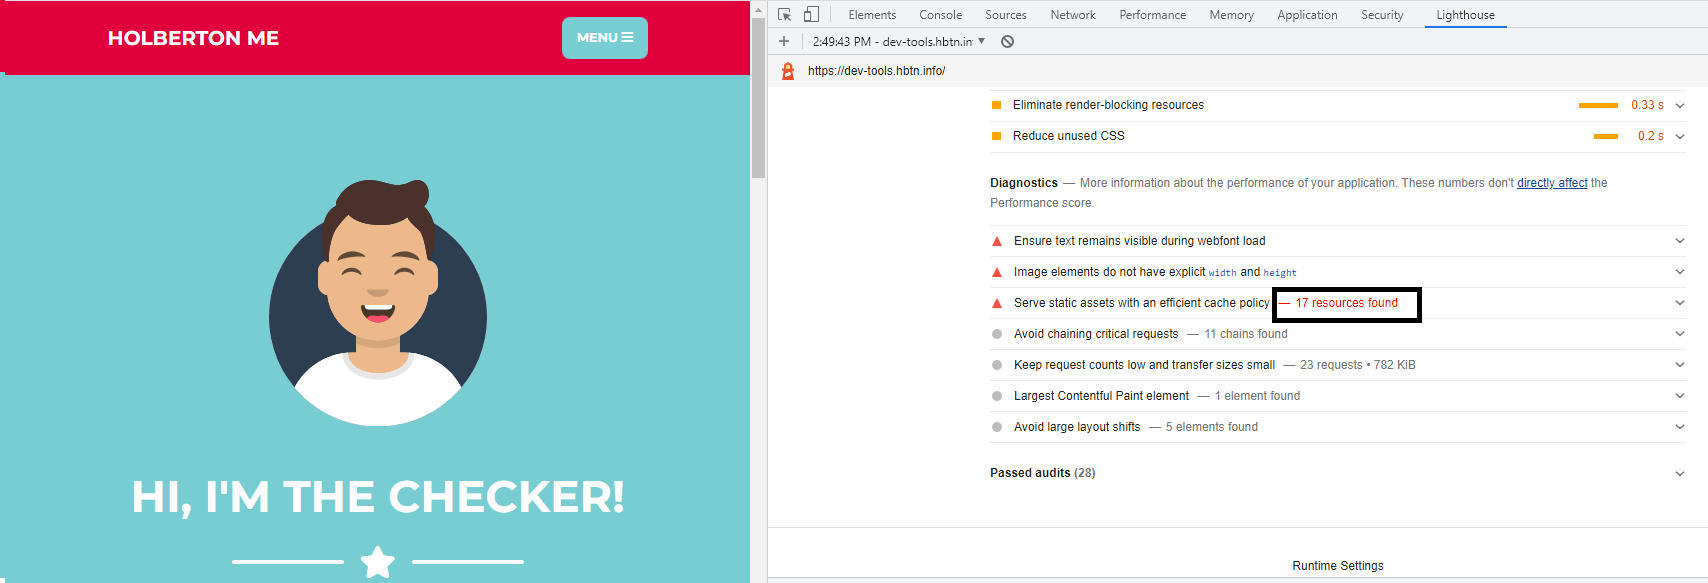 HOLBERTON ME
MENU
HI, I'M THE CHECKER!
Elements Console Sources Network Performance Memory Application Security Lighthouse
+ 2:49:43 PM - dev-tools.hbtn.in ▼
https://dev-tools.hbtn.info/
Eliminate render-blocking resources 0.33 s
Reduce unused CSS 0.2 s
Diagnostics — More information about the performance of your application. These numbers don't directly affect the
Performance score.
Ensure text remains visible during webfont load
Image elements do not have explicit width and height
Serve static assets with an efficient cache policy — 17 resources found
Avoid chaining critical requests — 11 chains found
Keep request counts low and transfer sizes small — 23 requests • 782 KiB
Largest Contentful Paint element — 1 element found
Avoid large layout shifts — 5 elements found
Passed audits (28)
Runtime Settings